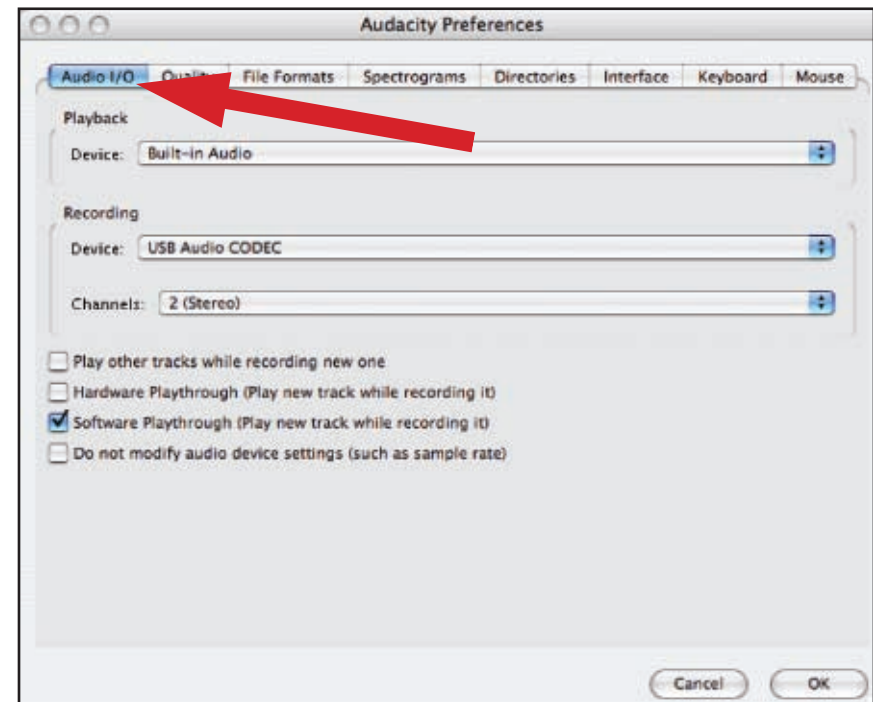 Audacity Preferences
Audio I/O Quality File Formats Spectrograms Directories Interface Keyboard Mouse
Playback
Device: Built-in Audio
Recording
Device: USB Audio CODEC
Channels: 2 (Stereo)
Play other tracks while recording new one
Hardware Playthrough (Play new track while recording it)
Software Playthrough (Play new track while recording it)
Do not modify audio device settings (such as sample rate)
Cancel OK